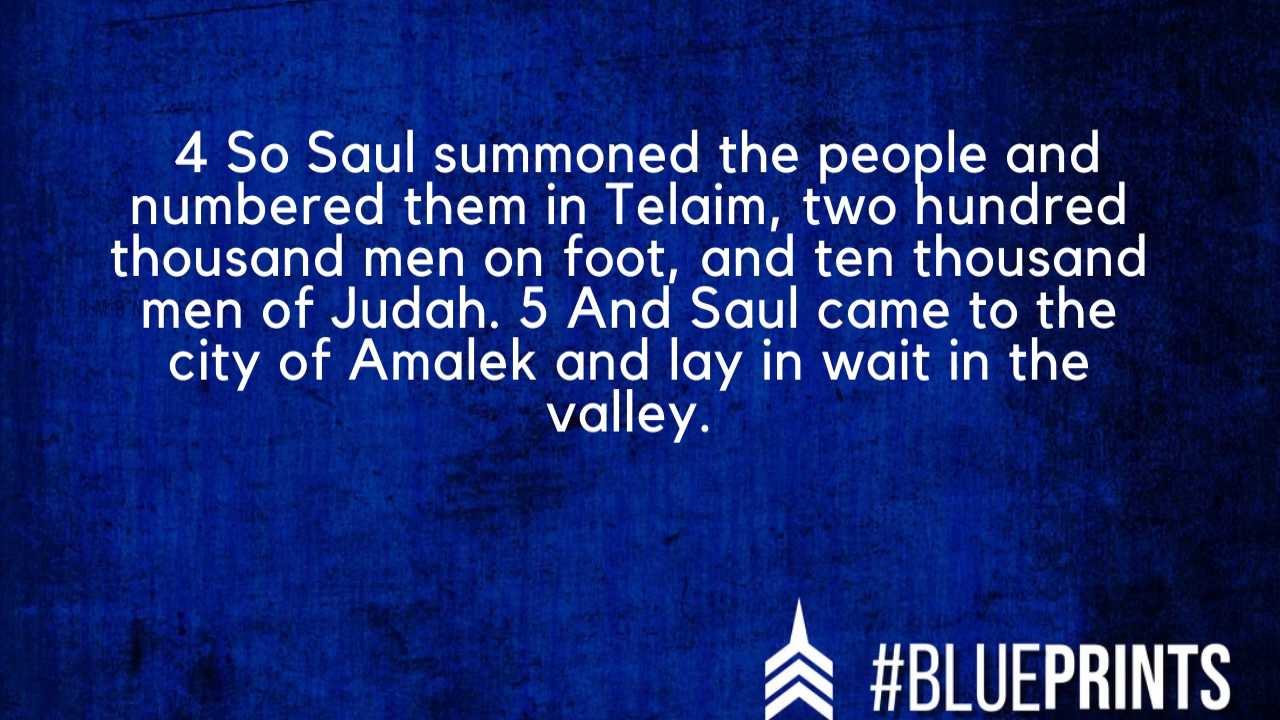 4 So Saul summoned the people and
numbered them in Telaim, two hundred
thousand men on foot, and ten thousand
men of Judah. 5 And Saul came to the
city of Amalek and lay in wait in the
valley.
#BLUEPRINTS